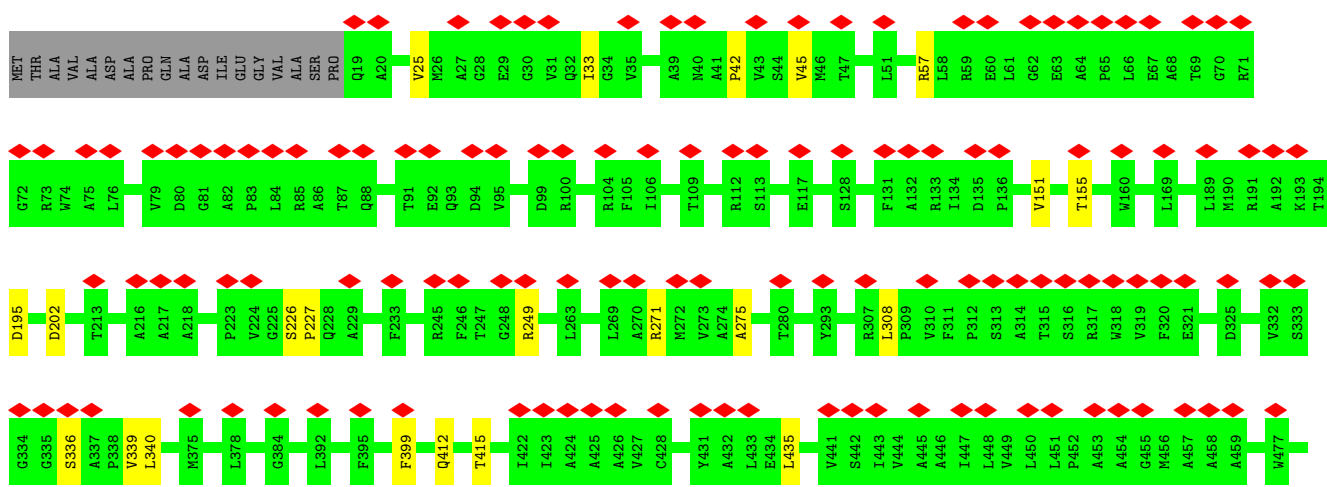 MET THR ALA VAL ALA ASP ALA PRO GLN ALA ASP ILE GLU GLY VAL ALA SER PRO Q19 A20 V25 M26 A27 G28 E29 G30 V31 Q32 I33 G34 V35 A39 N40 A41 P42 V43 S44 V45 M46 T47 L51 R57 L58 R59 E60 L61 G62 E63 A64 P65 L66 E67 A68 T69 G70 R71
G72 R73 W74 A75 L76 V79 D80 G81 A82 P83 L84 R85 A86 T87 Q88 T91 E92 Q93 D94 V95 D99 R100 R104 F105 I106 T109 R112 S113 E117 S128 F131 A132 R133 I134 D135 P136 V151 T155 W160 L169 L189 M190 R191 A192 K193 T194
D195 D202 T213 A216 A217 A218 P223 V224 G225 S226 P227 Q228 A229 F233 R245 F246 T247 G248 R249 L263 L269 A270 R271 M272 V273 A274 A275 T280 Y293 R307 L308 P309 V310 F311 P312 S313 A314 T315 S316 R317 W318 V319 F320 E321 D325 V332 S333
G334 G335 S336 A337 P338 V339 L340 M375 L378 G384 L392 F395 F399 Q412 T415 I422 I423 A424 A425 A426 V427 C428 Y431 A432 L433 E434 L435 V441 S442 I443 V444 A445 A446 I447 L448 V449 L450 L451 P452 A453 A454 G455 M456 A457 A458 A459 W477